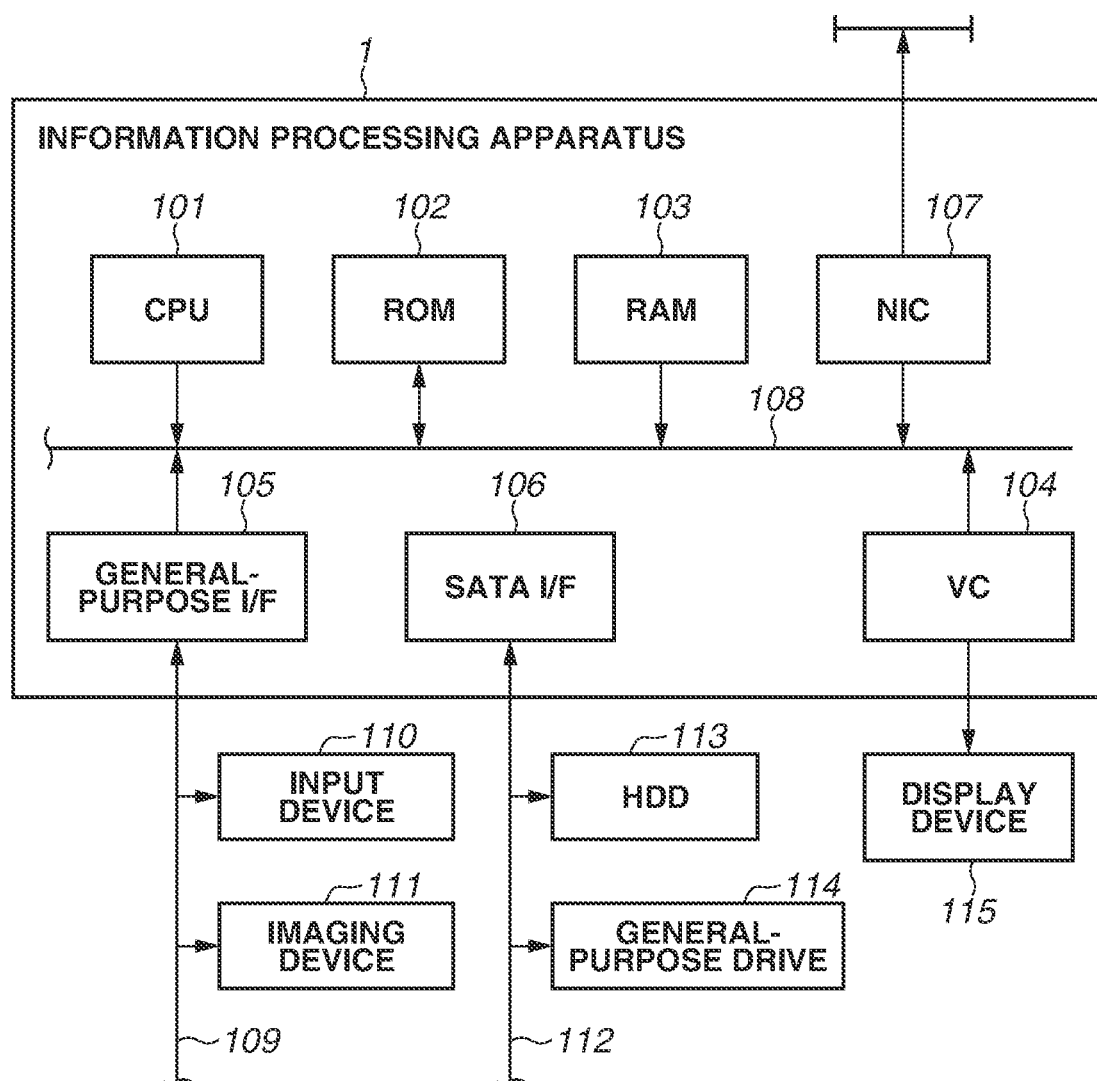 1
INFORMATION PROCESSING APPARATUS
101
102
103
107
CPU
ROM
RAM
NIC
108
105
106
104
GENERAL-
PURPOSE I/F
SATA I/F
VC
110
113
INPUT
DEVICE
HDD
DISPLAY
DEVICE
111
114
115
IMAGING
DEVICE
GENERAL-
PURPOSE DRIVE
109
112